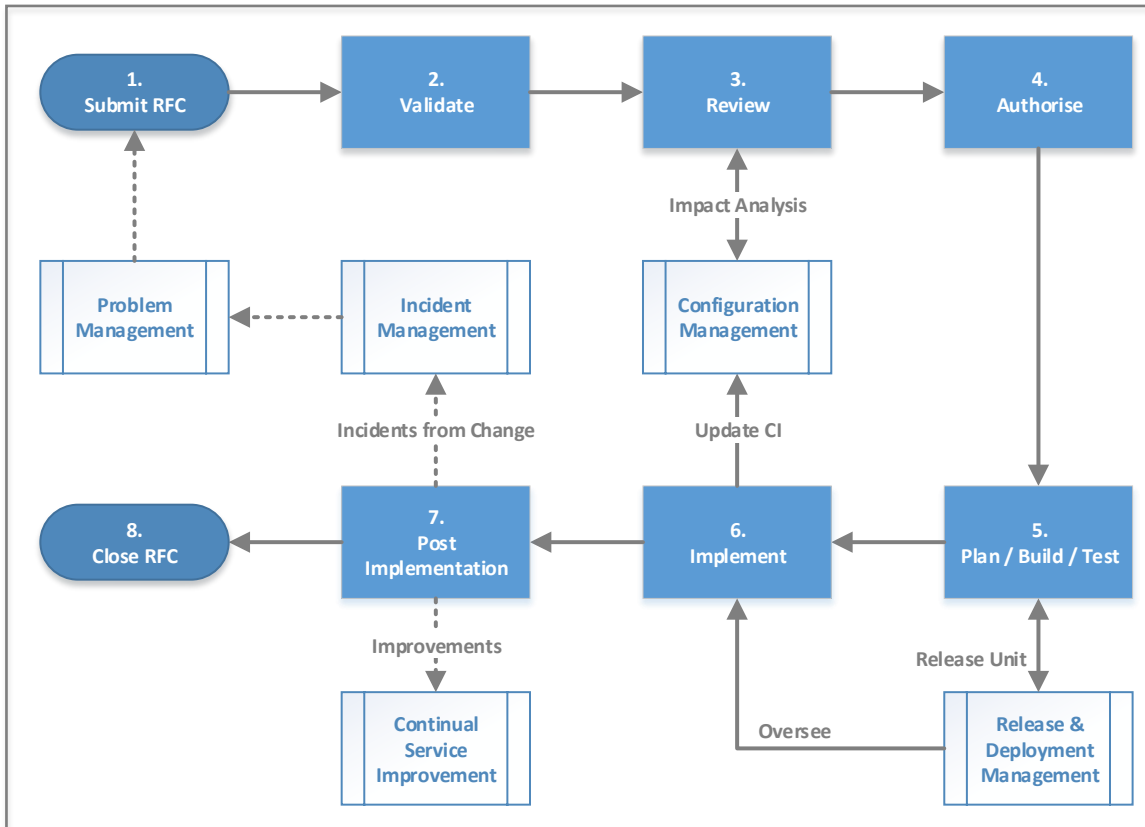 1.
Submit RFC
2.
Validate
3.
Review
4.
Authorise
Impact Analysis
Problem
Management
Incident
Management
Configuration
Management
Incidents from Change
Update CI
8.
Close RFC
7.
Post
Implementation
6.
Implement
5.
Plan / Build / Test
Improvements
Release Unit
Continual
Service
Improvement
Oversee
Release &
Deployment
Management